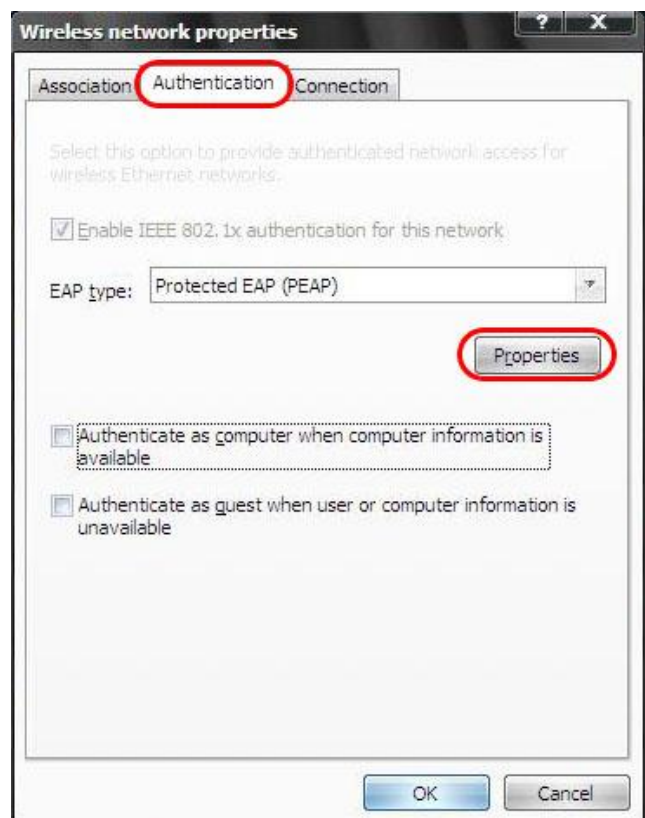 Wireless network properties
? X
Association Authentication Connection
Select this option to provide authenticated network access for
wireless Ethernet networks.
Enable IEEE 802.1x authentication for this network
EAP type: Protected EAP (PEAP)
Properties
Authenticate as computer when computer information is
available
Authenticate as guest when user or computer information is
unavailable
OK Cancel